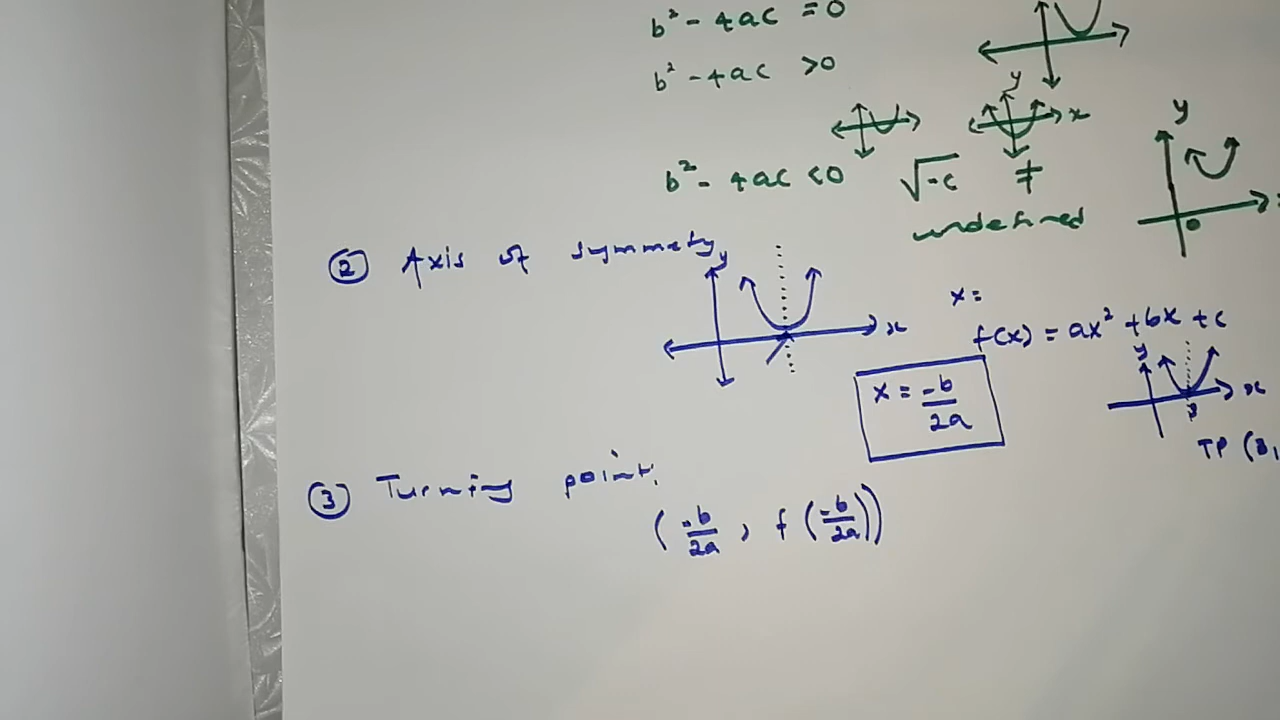 b² - 4ac = 0
b² - 4ac > 0
y
x
y
b² - 4ac < 0 √-c ≠
undefined
0
② Axis of symmetry
y
x
x =
f(x) = ax² + bx + c
x = -b/2a
y
x
TP (
③ Turning point:
(-b/2a , f(-b/2a))